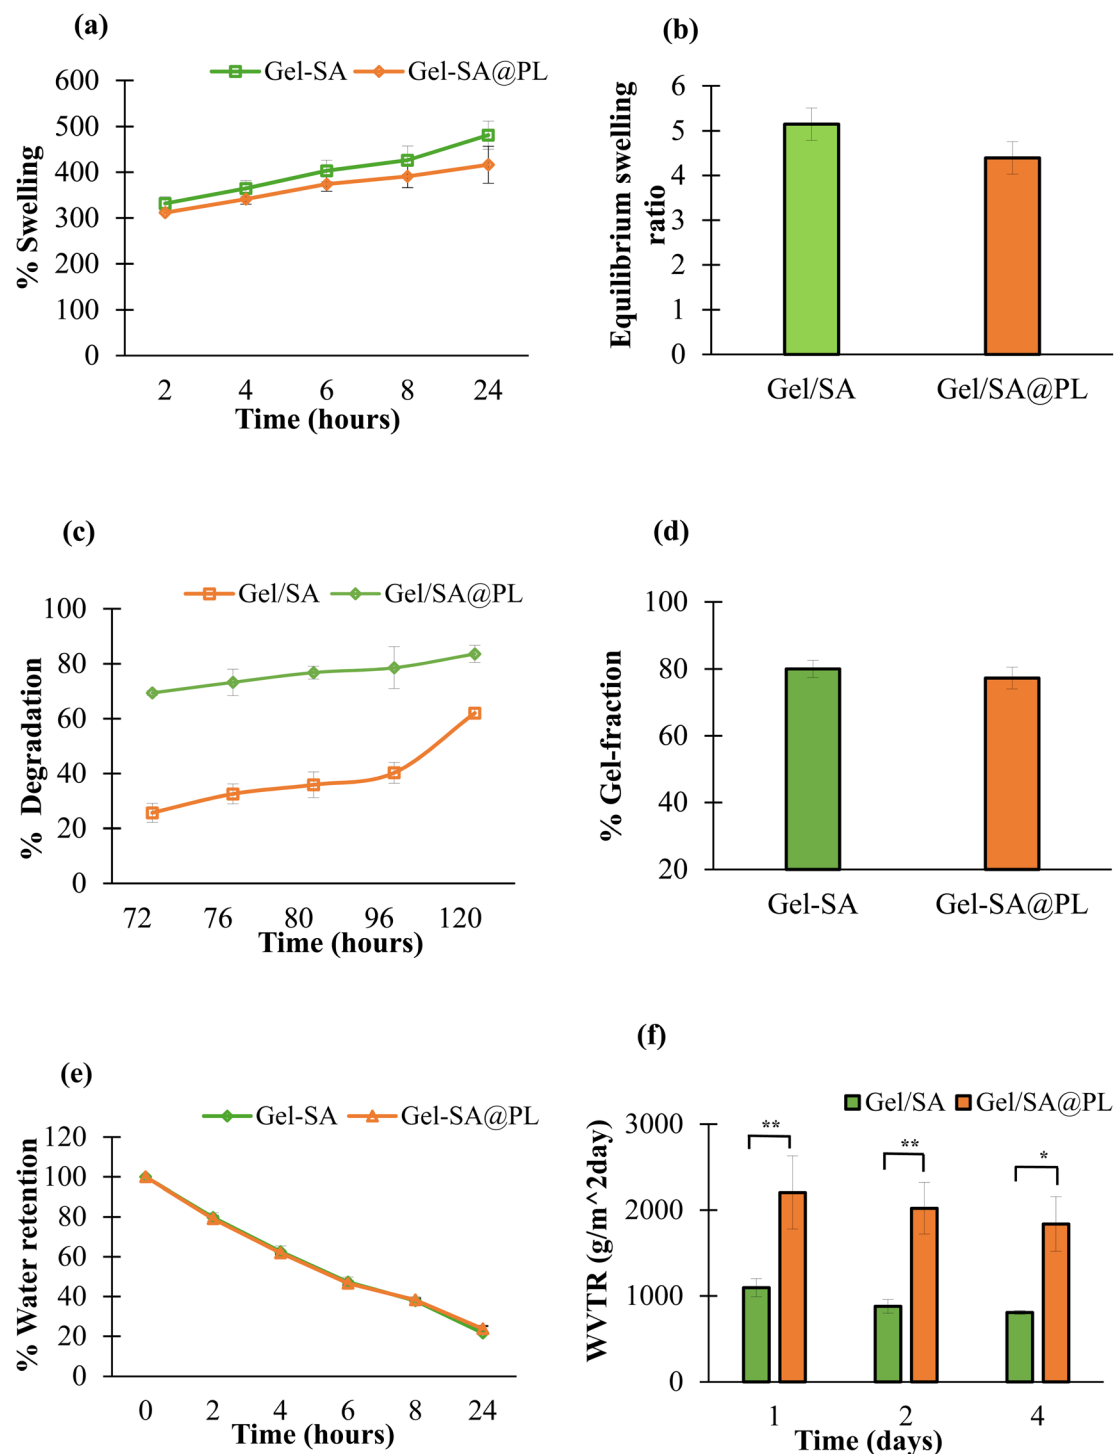 (a)
Gel-SA Gel-SA@PL
600
500
400
300
200
100
0
% Swelling
2 4 6 8 24
Time (hours)
(b)
6
5
4
3
2
1
0
Equilibrium swelling
ratio
Gel/SA Gel/SA@PL
(c)
Gel/SA Gel/SA@PL
100
80
60
40
20
0
% Degradation
72 76 80 96 120
Time (hours)
(d)
100
80
60
40
20
% Gel-fraction
Gel-SA Gel-SA@PL
(e)
Gel-SA Gel-SA@PL
120
100
80
60
40
20
0
% Water retention
0 2 4 6 8 24
Time (hours)
(f)
Gel/SA Gel/SA@PL
3000
2000
1000
0
WVTR (g/m^2day)
** ** *
1 2 4
Time (days)